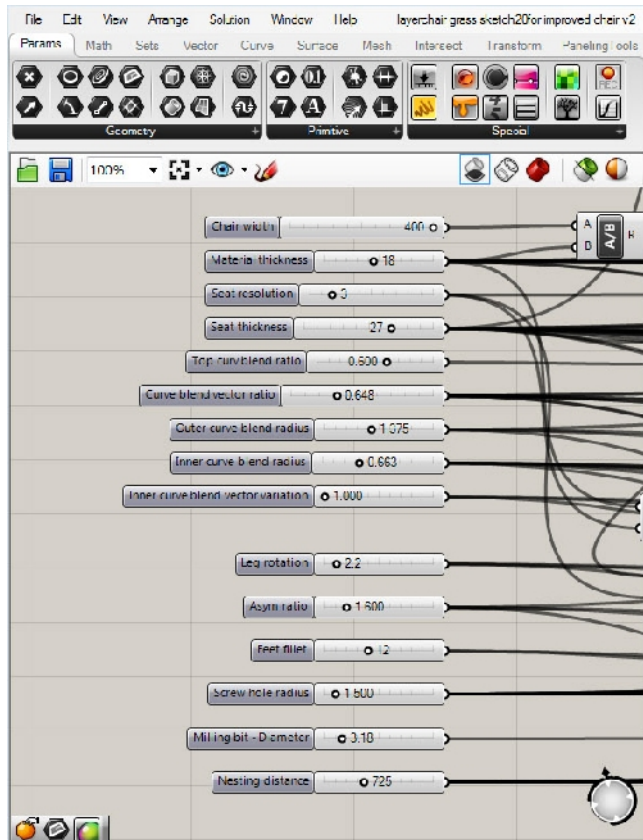 File Edit View Arrange Solution Window Help layerchair grass sketch20for improved chair v2
Params Math Sets Vector Curve Surface Mesh Intersect Transform PanelingTools
Geometry Primitive Special
100%
Chair width 400
A
B
A/B
R
Material thickness 18
Seat resolution 3
Seat thickness 27
Top curv blend ratio 0.600
Curve blend vector ratio 0.648
Outer curve blend radius 1.375
Inner curve blend radius 0.663
Inner curve blend vector variation 1.000
Leg rotation 2.2
Asym ratio 1.600
Feet fillet 12
Screw hole radius 1.500
Milling bit - Diameter 3.18
Nesting distance 725